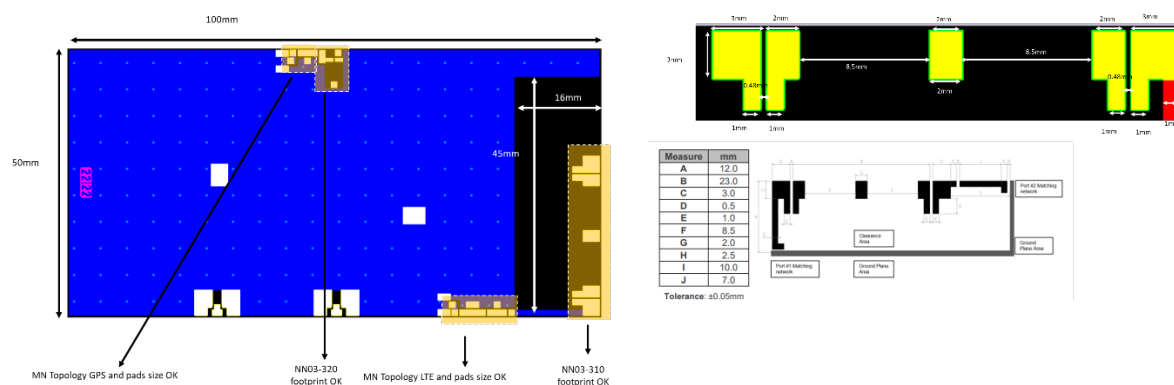 100mm
50mm
45mm
16mm
MN Topology GPS and pads size OK
NN03-320
footprint OK
MN Topology LTE and pads size OK
NN03-310
footprint OK
3mm
2mm
2mm
2mm
3mm
8.5mm
8.5mm
0.48mm
0.48mm
2mm
1mm
1mm
1mm
1mm
Measure mm
A 12.0
B 23.0
C 3.0
D 0.5
E 1.0
F 8.5
G 2.0
H 2.5
I 10.0
J 7.0
Tolerance: ±0.05mm
Port #2 Matching
network
Clearance
Area
Ground
Plane Area
Port #1 Matching
network
Ground Plane
Area